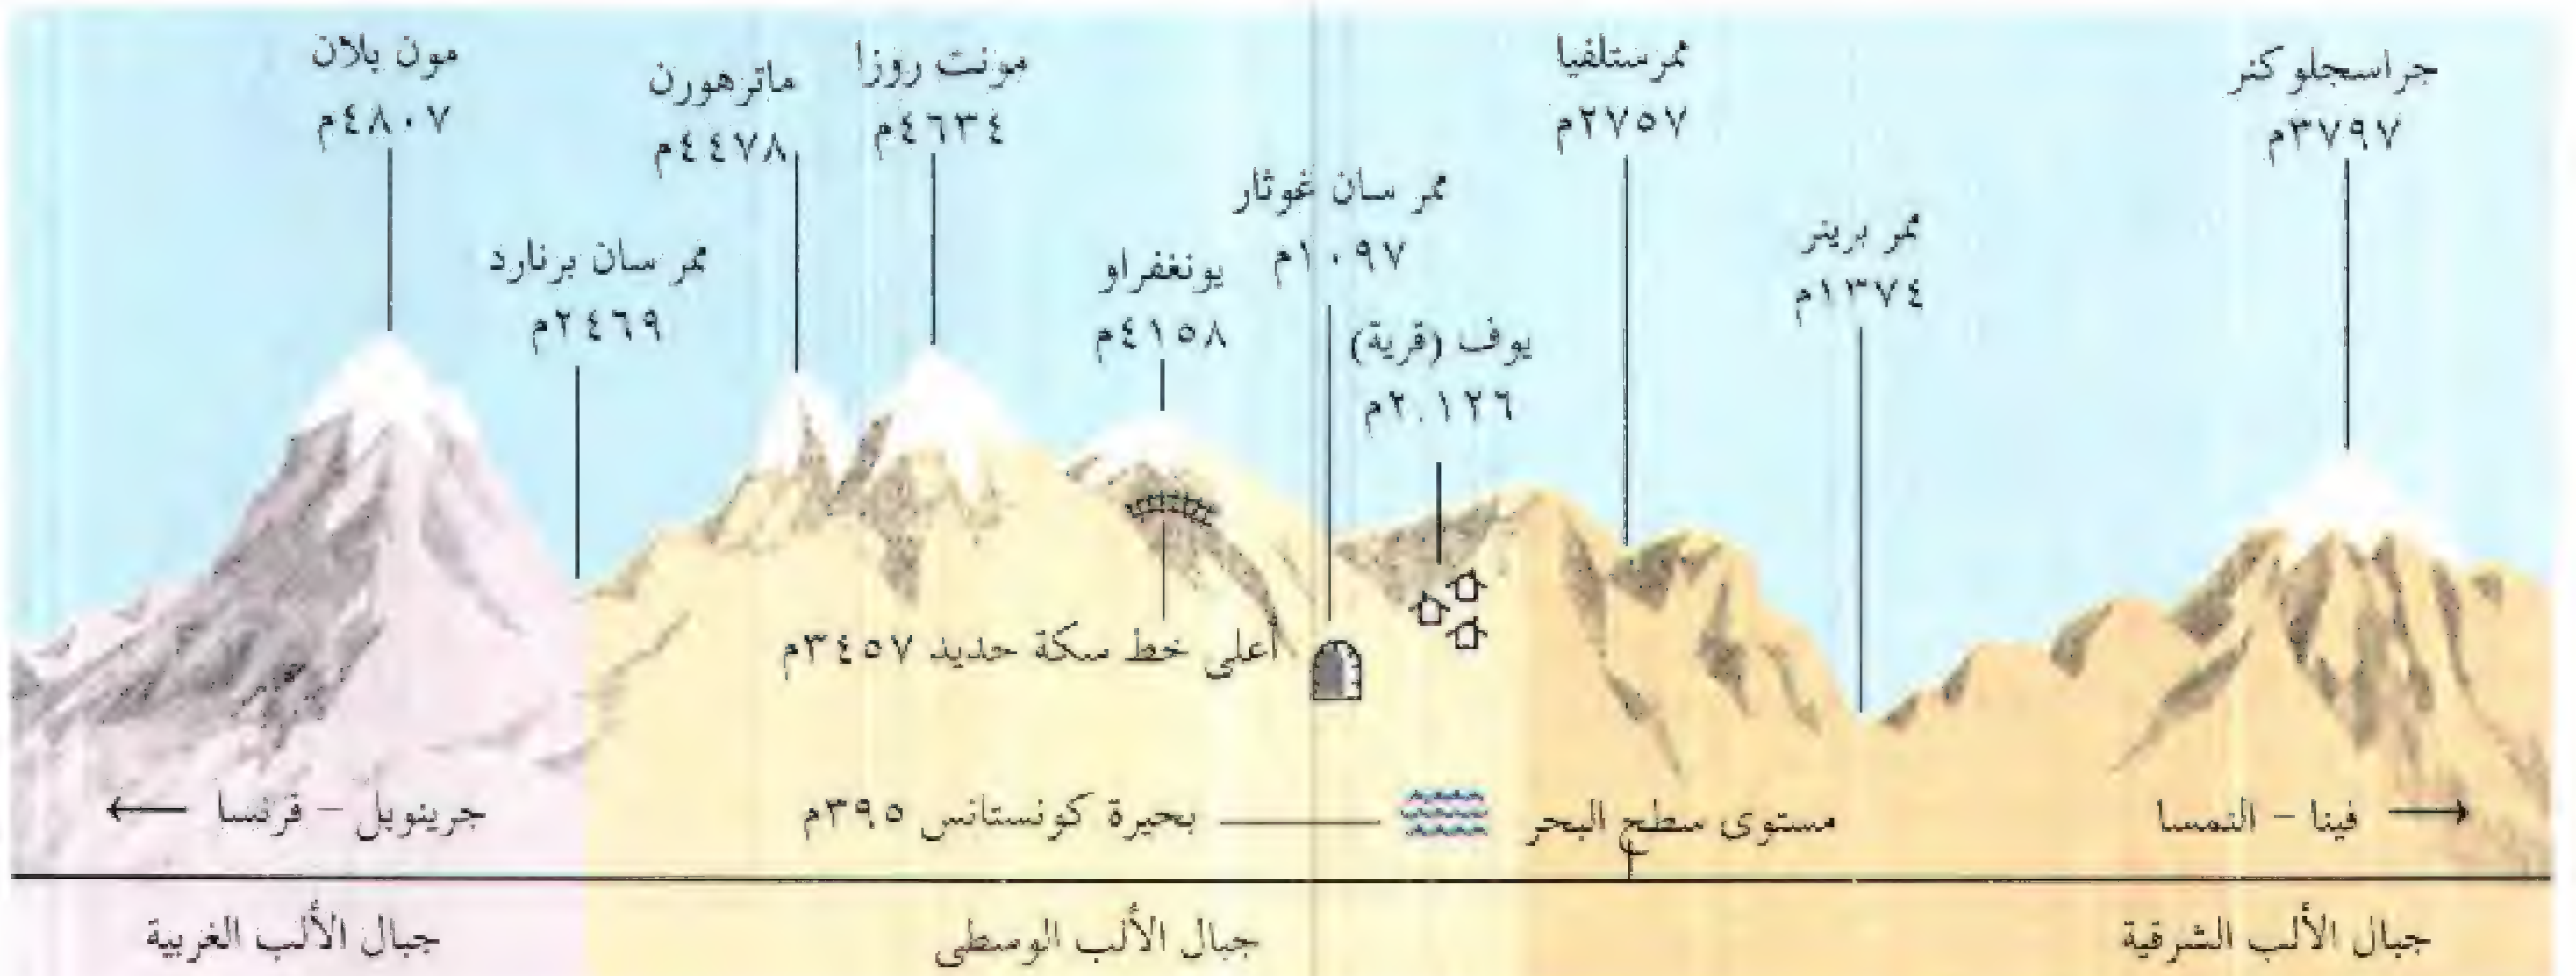 مون بلان
٤٨٠٧م
ممر سان برنارد
٢٤٦٩م
ماترهورن
٤٤٧٨م
مونت روزا
٤٦٣٤م
يونغفراو
٤١٥٨م
أعلى خط سكة حديد ٣٤٥٧م
ممر سان غوثار
١٠٩٧م
يوف (قرية)
٢.١٢٦م
ممرستلفيا
٢٧٥٧م
ممر برينر
١٣٧٤م
جراسجلو كنر
٣٧٩٧م
جرينوبل - فرنسا
بحيرة كونستانس ٣٩٥م
مستوى سطح البحر
فينا - النمسا
جبال الألب الغربية
جبال الألب الوسطى
جبال الألب الشرقية